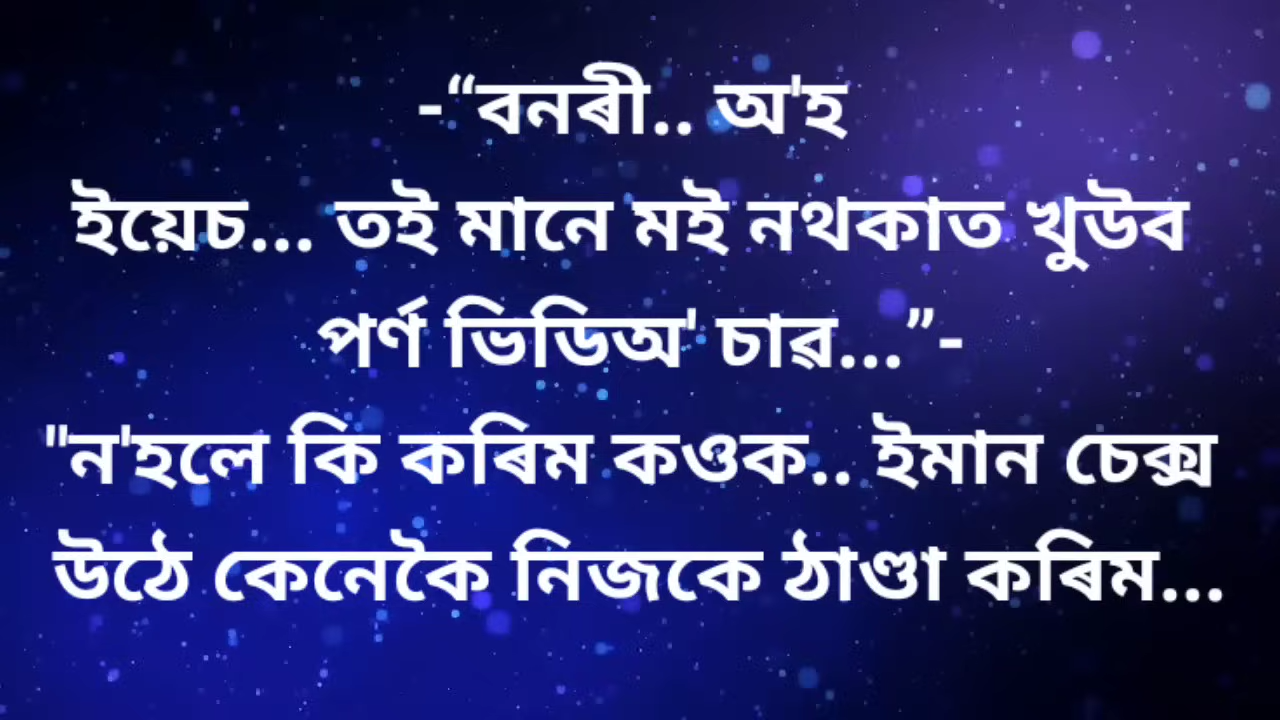 -“বনৰী.. অ'হ
ইয়েচ... তই মানে মই নথকাত খুউব
পৰ্ণ ভিডিঅ' চাৱ...”-
"ন'হলে কি কৰিম কওক.. ইমান চেক্স
উঠে কেনেকৈ নিজকে ঠাণ্ডা কৰিম...